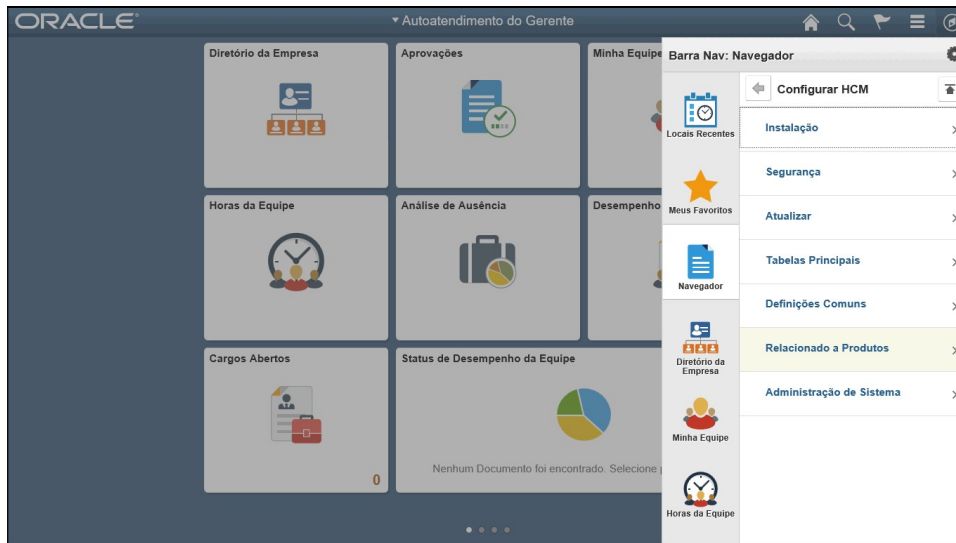 ORACLE®
Autoatendimento do Gerente
Diretório da Empresa
Aprovações
Minha Equipe
Horas da Equipe
Análise de Ausência
Desempenho
Cargos Abertos
0
Status de Desempenho da Equipe
Nenhum Documento foi encontrado. Selecione
Barra Nav: Navegador
Locais Recentes
Meus Favoritos
Navegador
Diretório da
Empresa
Minha Equipe
Horas da Equipe
Configurar HCM
Instalação
Segurança
Atualizar
Tabelas Principais
Definições Comuns
Relacionado a Produtos
Administração de Sistema